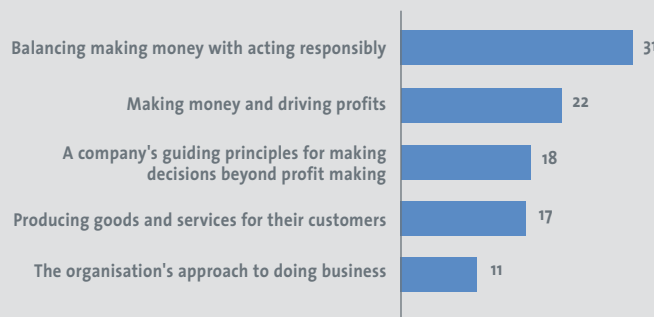 Balancing making money with acting responsibly 31
Making money and driving profits 22
A company's guiding principles for making
decisions beyond profit making 18
Producing goods and services for their customers 17
The organisation's approach to doing business 11